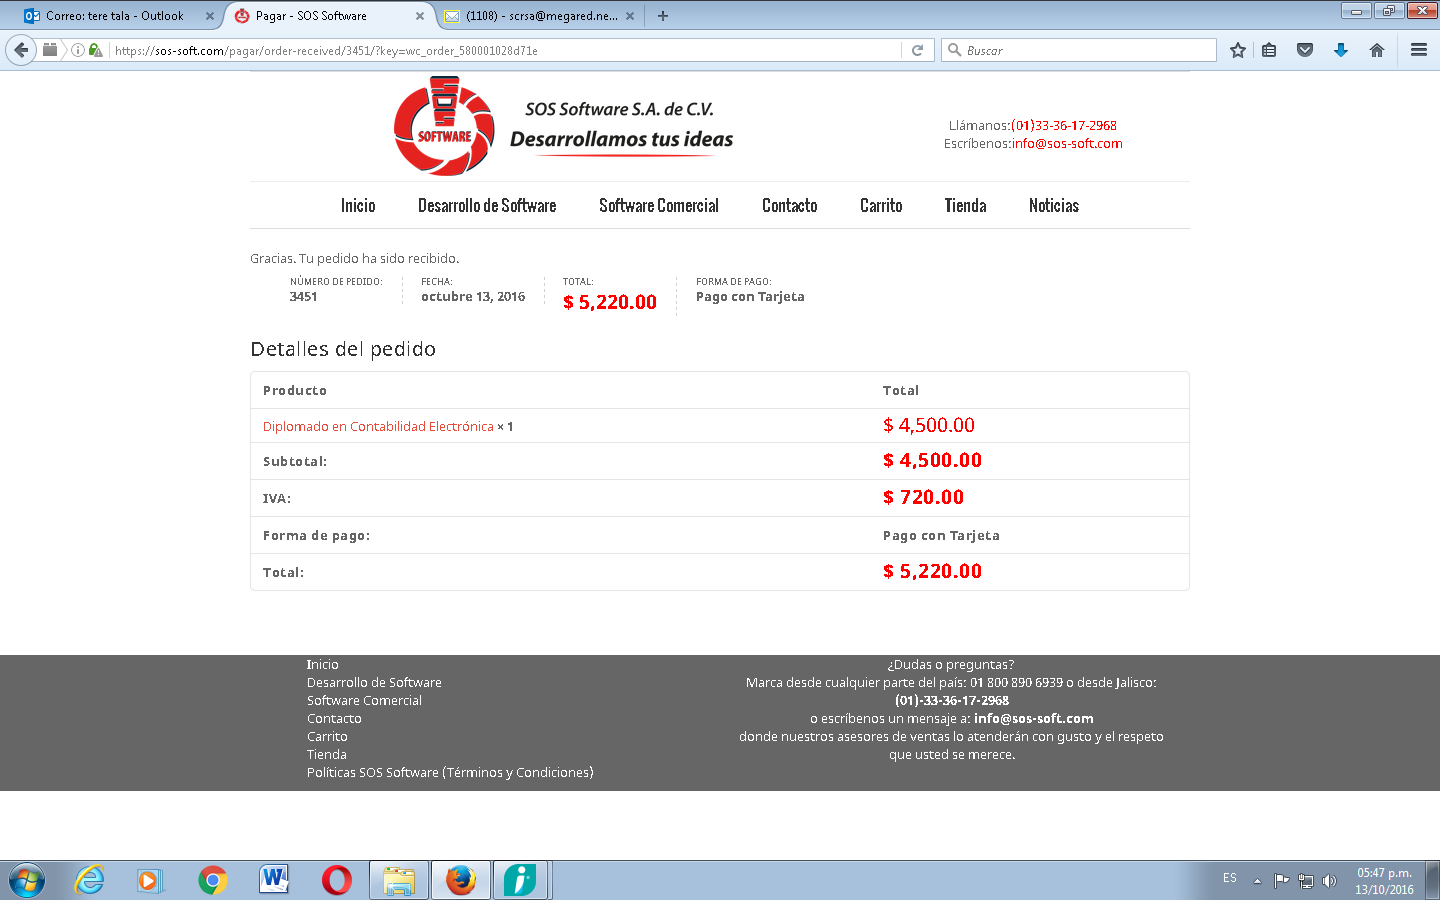 Correo: tere tala - Outlook
Pagar - SOS Software
(1108) - scrsa@megared.ne...
https://sos-soft.com/pagar/order-received/3451/?key=wc_order_580001028d71e
Buscar
SOFTWARE
SOS Software S.A. de C.V.
Desarrollamos tus ideas
Llámanos:(01)33-36-17-2968
Escríbenos:info@sos-soft.com
Inicio Desarrollo de Software Software Comercial Contacto Carrito Tienda Noticias
Gracias. Tu pedido ha sido recibido.
NÚMERO DE PEDIDO: FECHA: TOTAL: FORMA DE PAGO:
3451 octubre 13, 2016 $ 5,220.00 Pago con Tarjeta
Detalles del pedido
Producto Total
Diplomado en Contabilidad Electrónica × 1 $ 4,500.00
Subtotal: $ 4,500.00
IVA: $ 720.00
Forma de pago: Pago con Tarjeta
Total: $ 5,220.00
Inicio
Desarrollo de Software
Software Comercial
Contacto
Carrito
Tienda
Políticas SOS Software (Términos y Condiciones)
¿Dudas o preguntas?
Marca desde cualquier parte del país: 01 800 890 6939 o desde Jalisco:
(01)-33-36-17-2968
o escríbenos un mensaje a: info@sos-soft.com
donde nuestros asesores de ventas lo atenderán con gusto y el respeto
que usted se merece.
ES
05:47 p.m.
13/10/2016